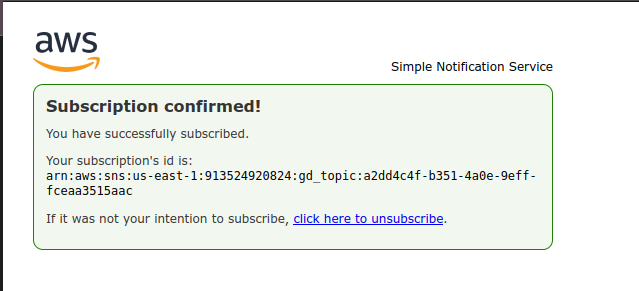 aws
Simple Notification Service
Subscription confirmed!
You have successfully subscribed.
Your subscription's id is:
arn:aws:sns:us-east-1:913524920824:gd_topic:a2dd4c4f-b351-4a0e-9eff-
fceaa3515aac
If it was not your intention to subscribe, click here to unsubscribe.